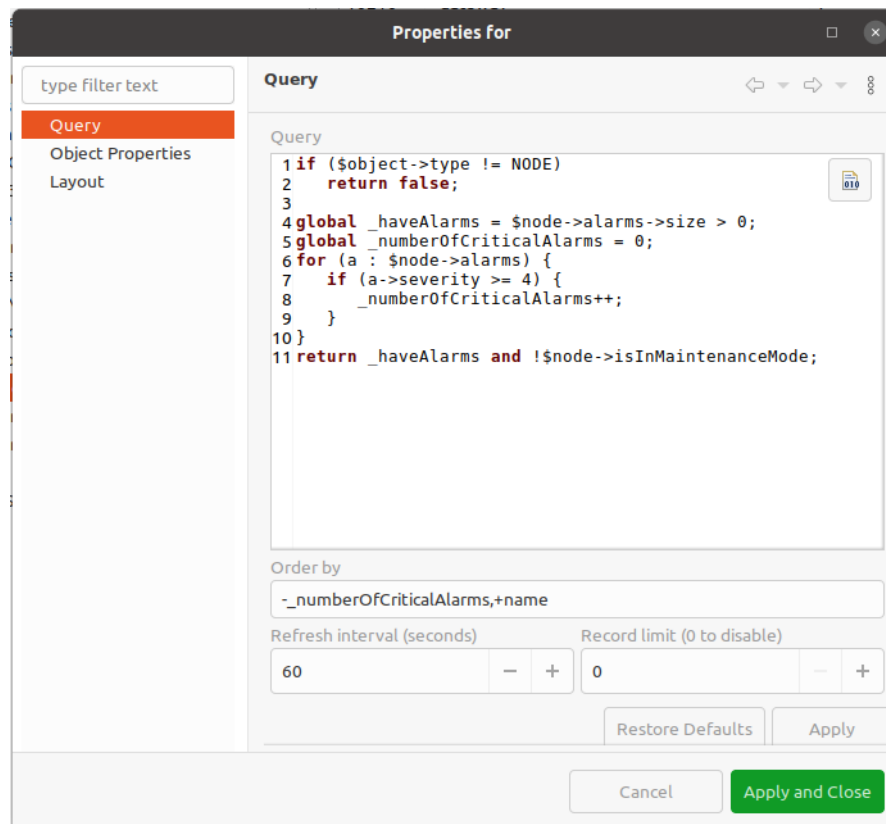 Properties for
type filter text
Query
Query
Object Properties
Layout
Query
1 if ($object->type != NODE)
2    return false;
3
4 global _haveAlarms = $node->alarms->size > 0;
5 global _numberOfCriticalAlarms = 0;
6 for (a : $node->alarms) {
7    if (a->severity >= 4) {
8       _numberOfCriticalAlarms++;
9    }
10 }
11 return _haveAlarms and !$node->isInMaintenanceMode;
010
Order by
-_numberOfCriticalAlarms,+name
Refresh interval (seconds) Record limit (0 to disable)
60 − + 0 − +
Restore Defaults Apply
Cancel Apply and Close